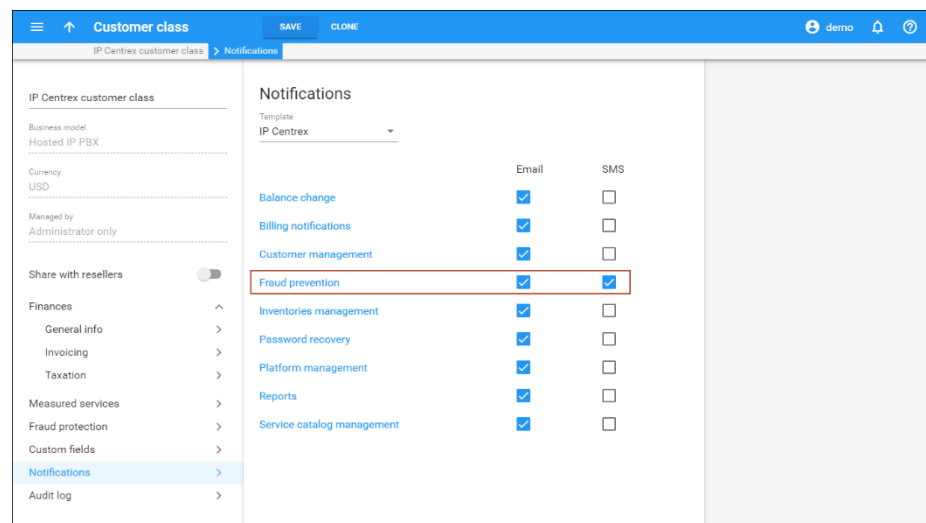 Customer class SAVE CLONE demo
IP Centrex customer class Notifications
IP Centrex customer class
Business model
Hosted IP PBX
Currency
USD
Managed by
Administrator only
Share with resellers
Finances
General info
Invoicing
Taxation
Measured services
Fraud protection
Custom fields
Notifications
Audit log
Notifications
Template
IP Centrex
Email SMS
Balance change
Billing notifications
Customer management
Fraud prevention
Inventories management
Password recovery
Platform management
Reports
Service catalog management